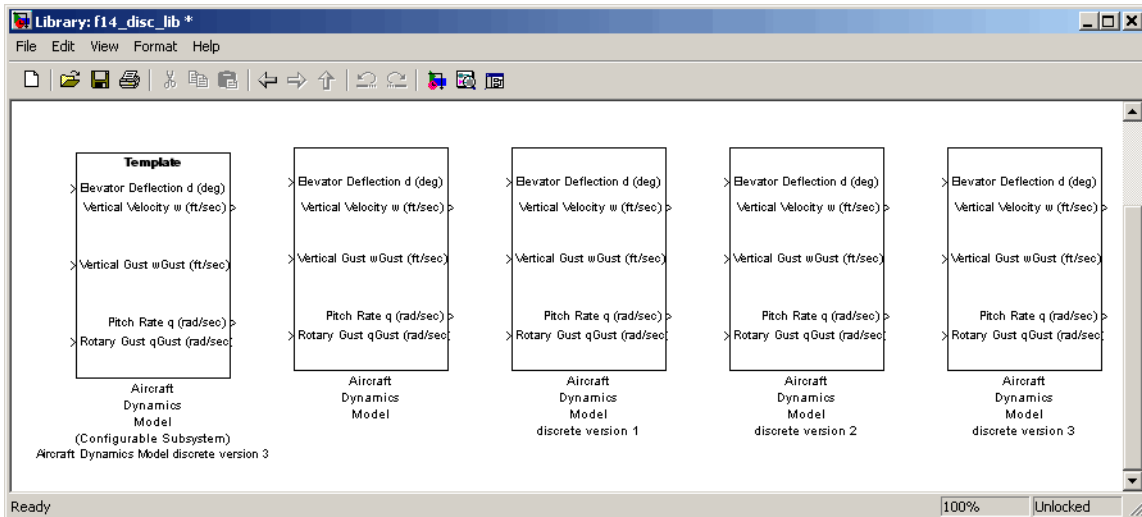 Library: f14_disc_lib *
File Edit View Format Help
Template
Elevator Deflection d (deg)
Vertical Velocity w (ft/sec)
Vertical Gust wGust (ft/sec)
Pitch Rate q (rad/sec)
Rotary Gust qGust (rad/sec)
Aircraft
Dynamics
Model
(Configurable Subsystem)
Aircraft Dynamics Model discrete version 3
Elevator Deflection d (deg)
Vertical Velocity w (ft/sec)
Vertical Gust wGust (ft/sec)
Pitch Rate q (rad/sec)
Rotary Gust qGust (rad/sec
Aircraft
Dynamics
Model
Elevator Deflection d (deg)
Vertical Velocity w (ft/sec)
Vertical Gust wGust (ft/sec)
Pitch Rate q (rad/sec)
Rotary Gust qGust (rad/sec
Aircraft
Dynamics
Model
discrete version 1
Elevator Deflection d (deg)
Vertical Velocity w (ft/sec)
Vertical Gust wGust (ft/sec)
Pitch Rate q (rad/sec)
Rotary Gust qGust (rad/sec
Aircraft
Dynamics
Model
discrete version 2
Elevator Deflection d (deg)
Vertical Velocity w (ft/sec)
Vertical Gust wGust (ft/sec)
Pitch Rate q (rad/sec)
Rotary Gust qGust (rad/sec
Aircraft
Dynamics
Model
discrete version 3
Ready 100% Unlocked